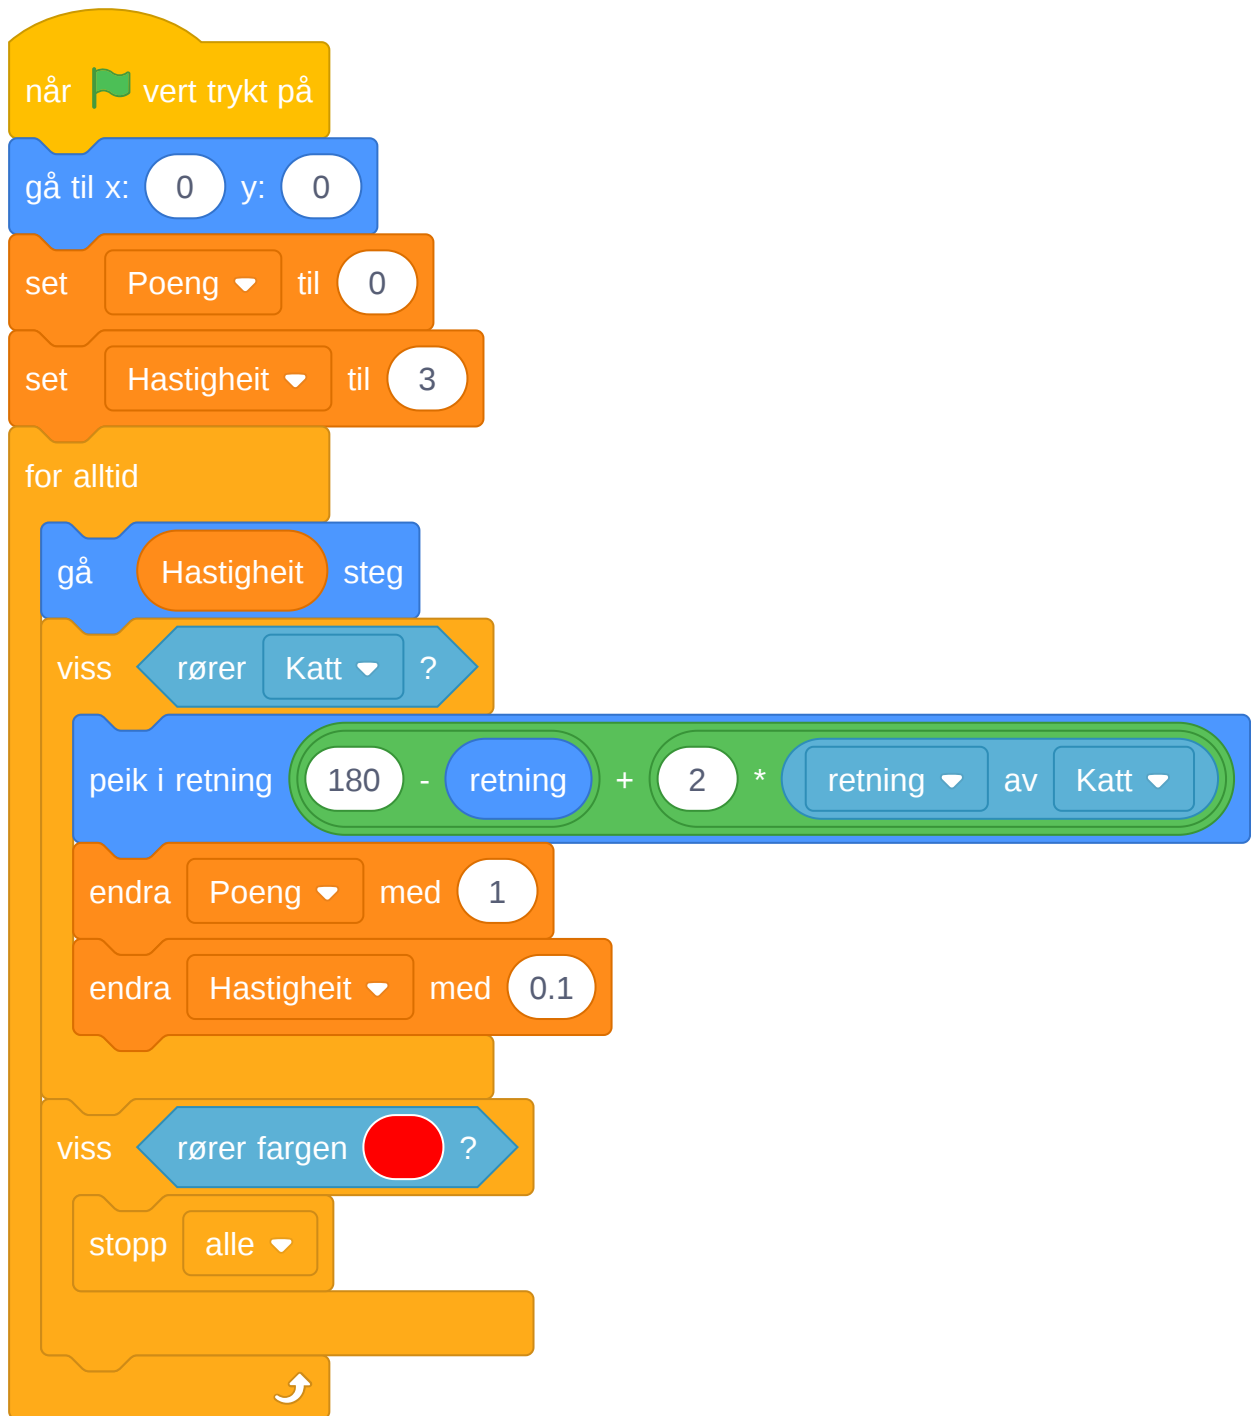 når vert trykt på
gå til x: 0 y: 0
set Poeng til 0
set Hastigheit til 3
for alltid
gå Hastigheit steg
viss rører Katt ?
peik i retning 180 - retning + 2 * retning av Katt
endra Poeng med 1
endra Hastigheit med 0.1
viss rører fargen ?
stopp alle